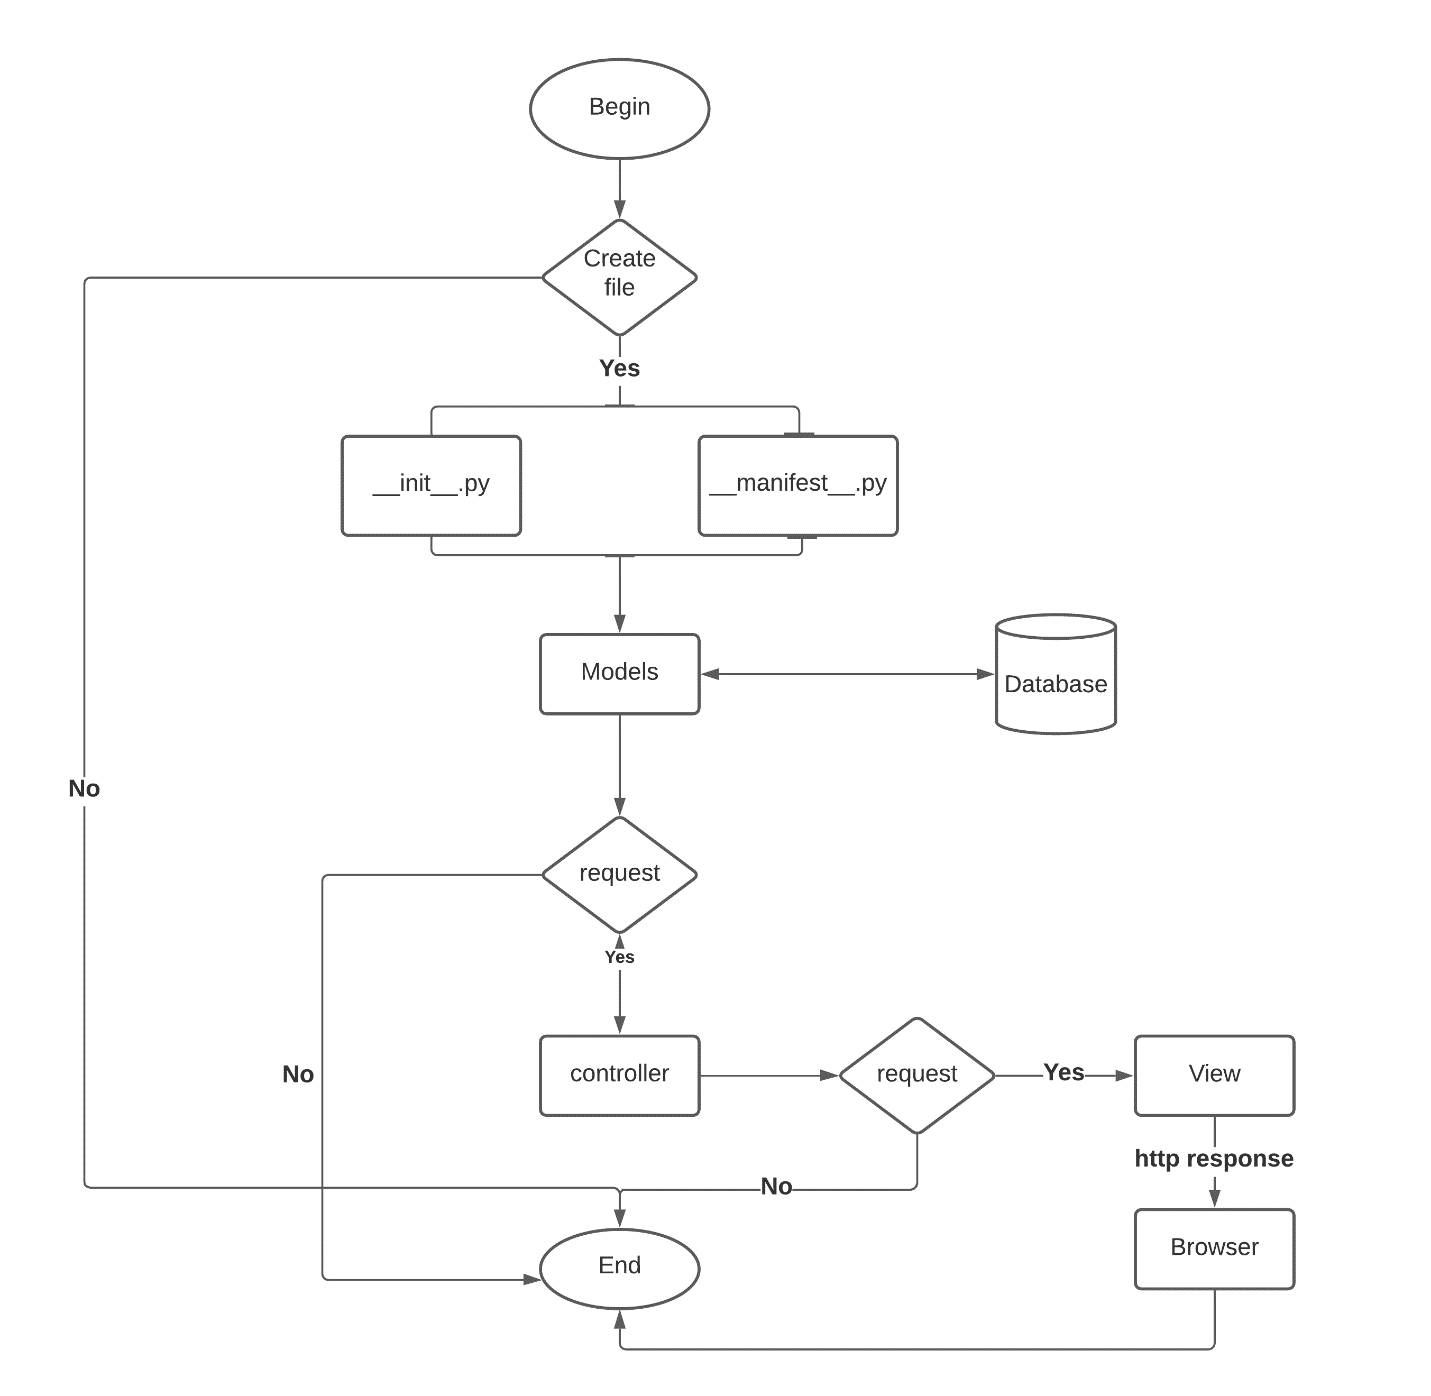 Begin
Create
file
Yes
__init__.py
__manifest__.py
Models
Database
No
request
Yes
No
controller
request
Yes
View
http response
No
Browser
End